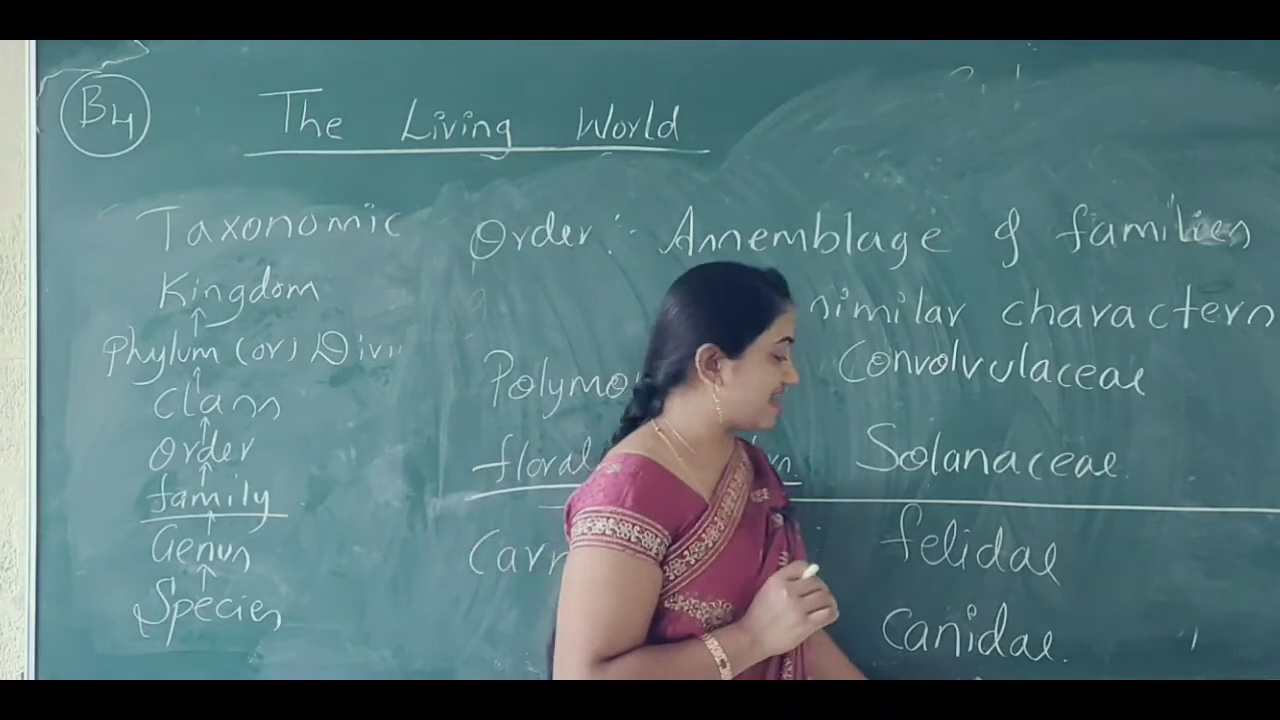 B4
The Living World
Taxonomic
Kingdom
Phylum (or) Divi
Class
Order
family
Genus
Species
Order :- Assemblage of families
similar characters
Polymo Convolvulaceae
floral Solanaceae.
Carn felidae
canidae.